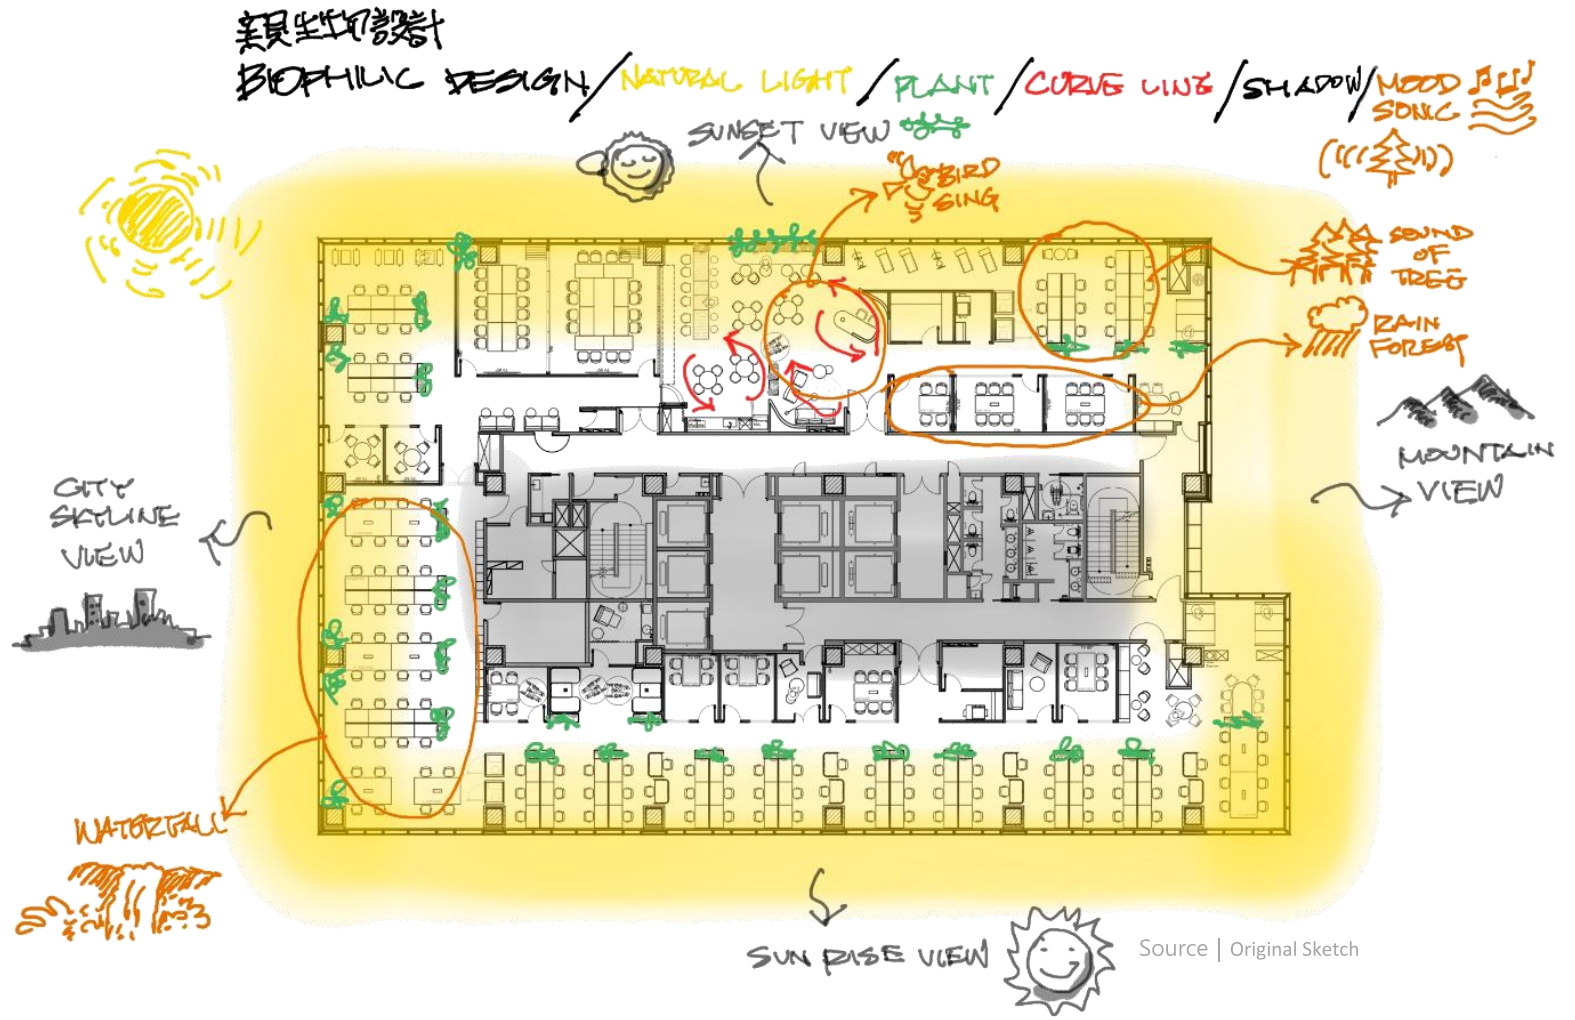 親生物設計
BIOPHILIC DESIGN / NATURAL LIGHT / PLANT / CURVE LINE / SHADOW / MOOD
SONIC
SUNSET VIEW
BIRD
SING
SOUND
OF
TREE
RAIN
FOREST
MOUNTAIN
VIEW
CITY
SKYLINE
VIEW
WATERFALL
SUN RISE VIEW
Source | Original Sketch